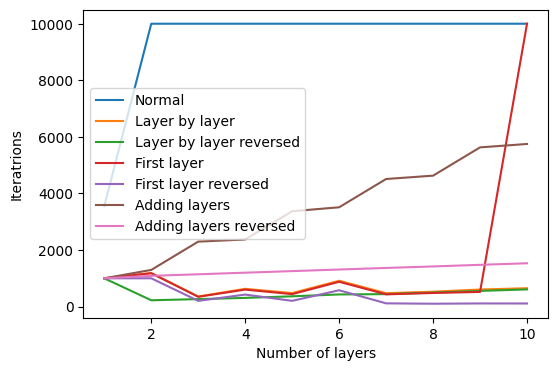 10000
8000
6000
4000
2000
0
Iteratrions
Normal
Layer by layer
Layer by layer reversed
First layer
First layer reversed
Adding layers
Adding layers reversed
2 4 6 8 10
Number of layers